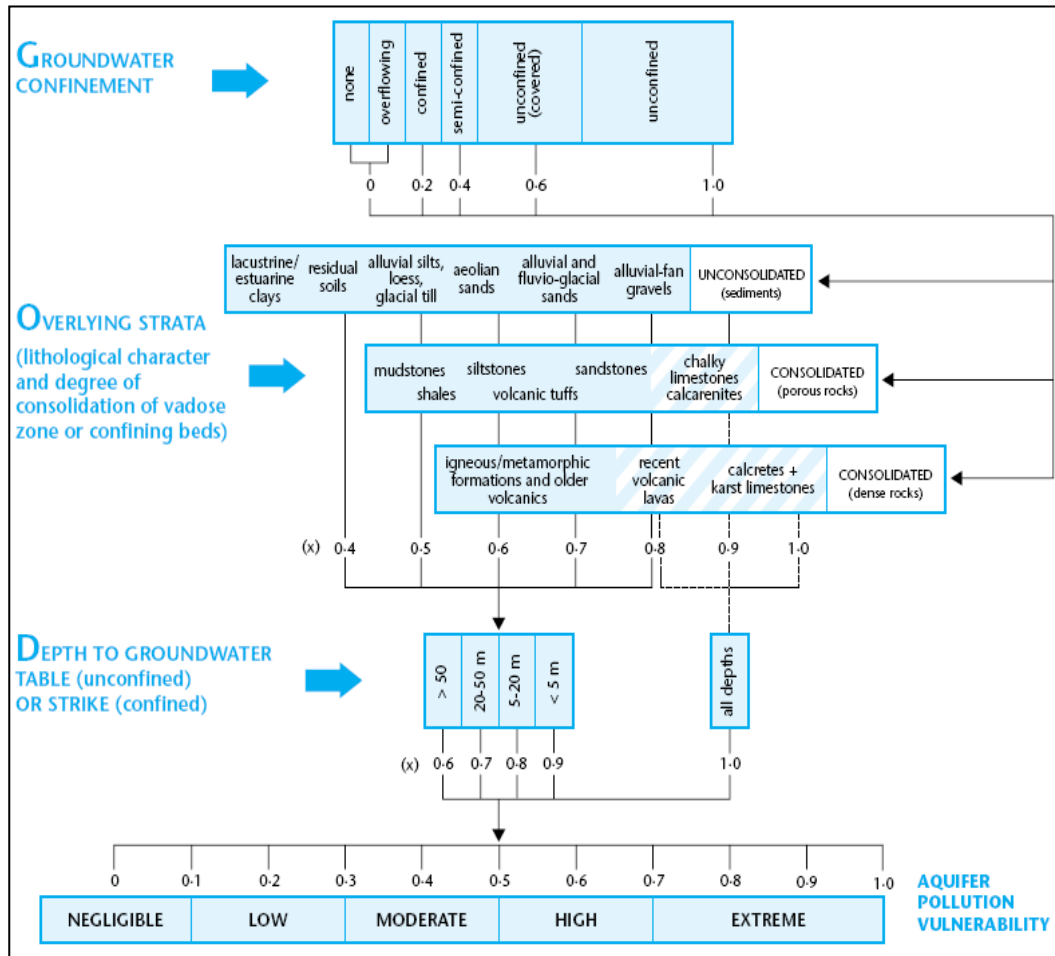 GROUNDWATER
CONFINEMENT
none
overflowing
confined
semi-confined
unconfined
(covered)
unconfined
0 0·2 0·4 0·6 1·0
lacustrine/
estuarine
clays
residual
soils
alluvial silts,
loess,
glacial till
aeolian
sands
alluvial and
fluvio-glacial
sands
alluvial-fan
gravels
UNCONSOLIDATED
(sediments)
OVERLYING STRATA
(lithological character
and degree of
consolidation of vadose
zone or confining beds)
mudstones
shales
siltstones
volcanic tuffs
sandstones
chalky
limestones
calcarenites
CONSOLIDATED
(porous rocks)
igneous/metamorphic
formations and older
volcanics
recent
volcanic
lavas
calcretes +
karst limestones
CONSOLIDATED
(dense rocks)
(x) 0·4 0·5 0·6 0·7 0·8 0·9 1·0
DEPTH TO GROUNDWATER
TABLE (unconfined)
OR STRIKE (confined)
> 50
20-50 m
5-20 m
< 5 m
all depths
(x) 0·6 0·7 0·8 0·9 1·0
0 0·1 0·2 0·3 0·4 0·5 0·6 0·7 0·8 0·9 1·0
NEGLIGIBLE LOW MODERATE HIGH EXTREME
AQUIFER
POLLUTION
VULNERABILITY